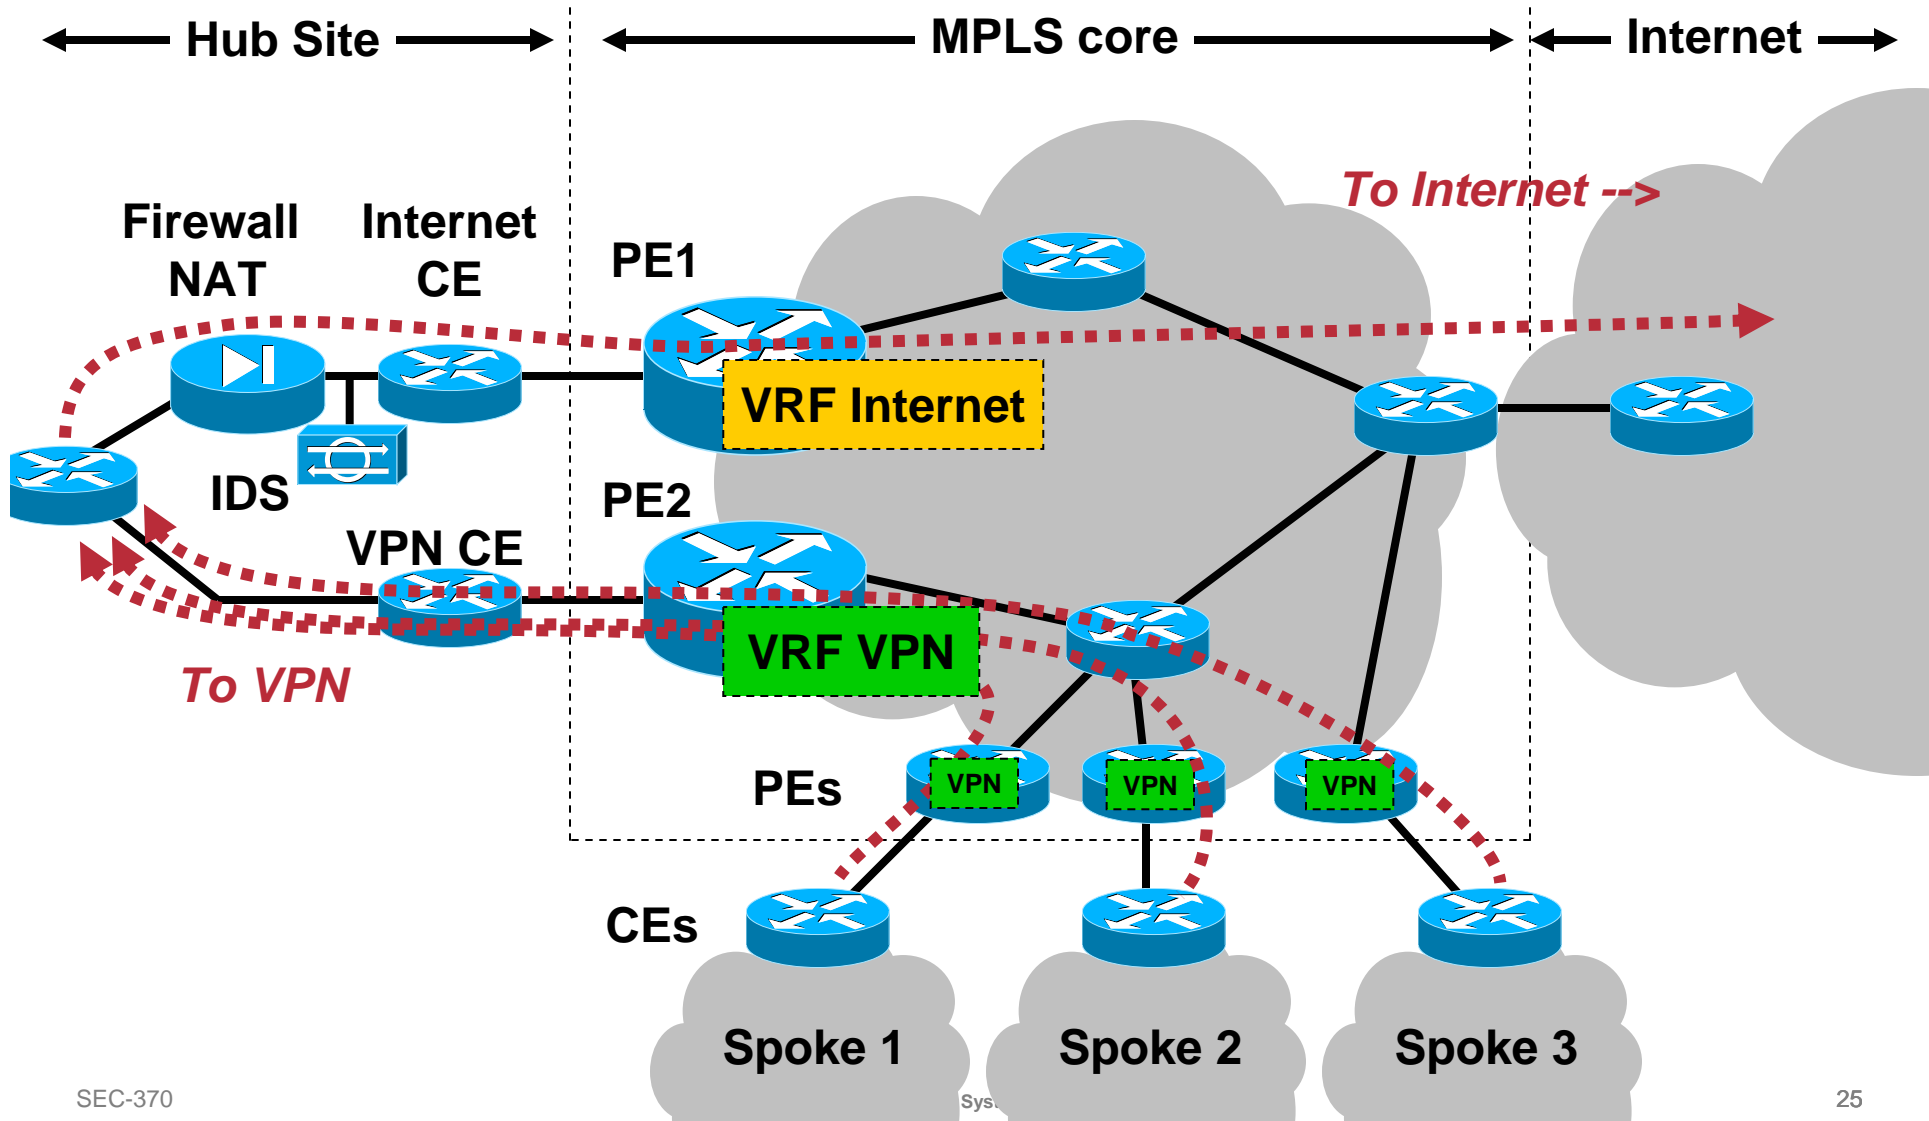 Hub Site
MPLS core
Internet
To Internet -->
Firewall
NAT
Internet
CE
PE1
VRF Internet
IDS
PE2
VPN CE
VRF VPN
To VPN
PEs
VPN
VPN
VPN
CEs
Spoke 1
Spoke 2
Spoke 3
SEC-370
25